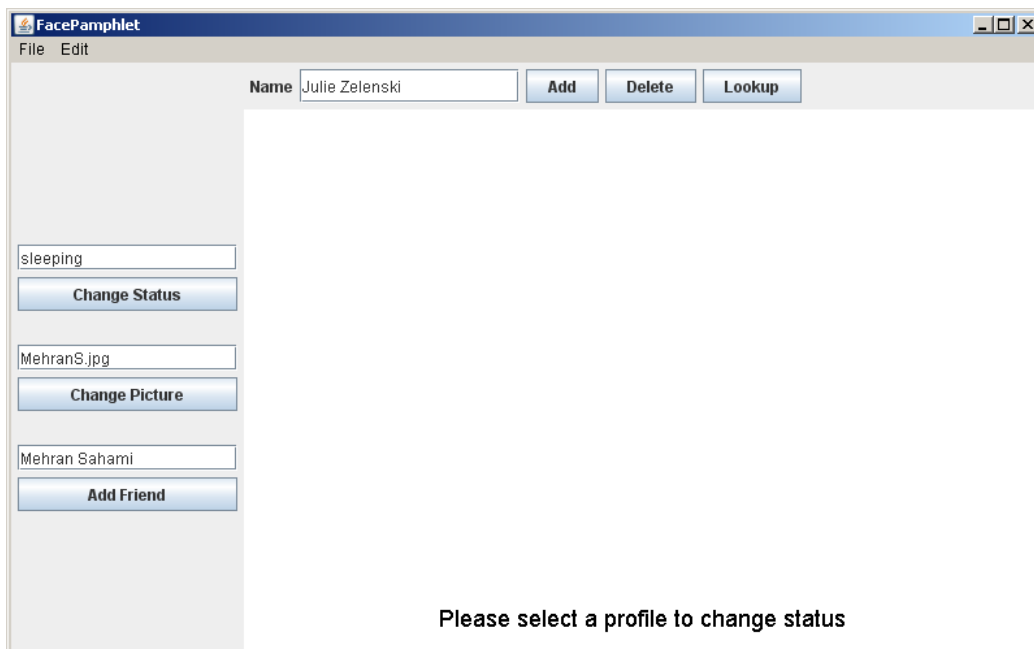 FacePamphlet
File Edit
Name Julie Zelenski Add Delete Lookup
sleeping
Change Status
MehranS.jpg
Change Picture
Mehran Sahami
Add Friend
Please select a profile to change status